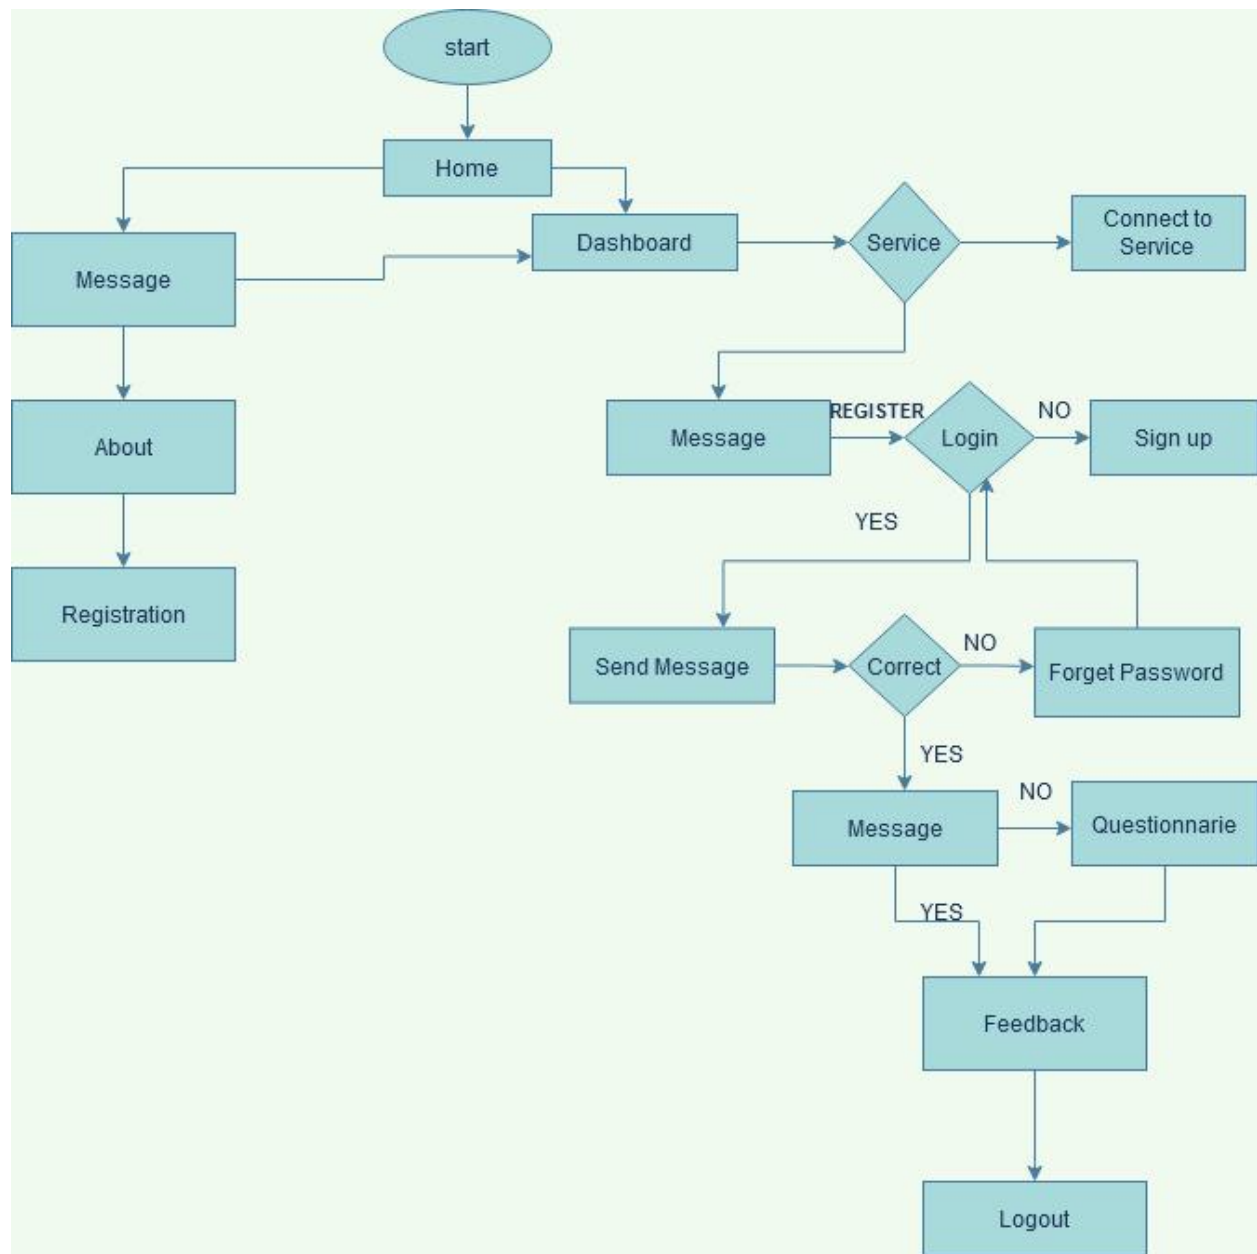 start
Home
Dashboard
Service
Connect to
Service
Message
Message
REGISTER
Login
NO
Sign up
About
YES
Registration
Send Message
Correct
NO
Forget Password
YES
Message
NO
Questionnarie
YES
Feedback
Logout